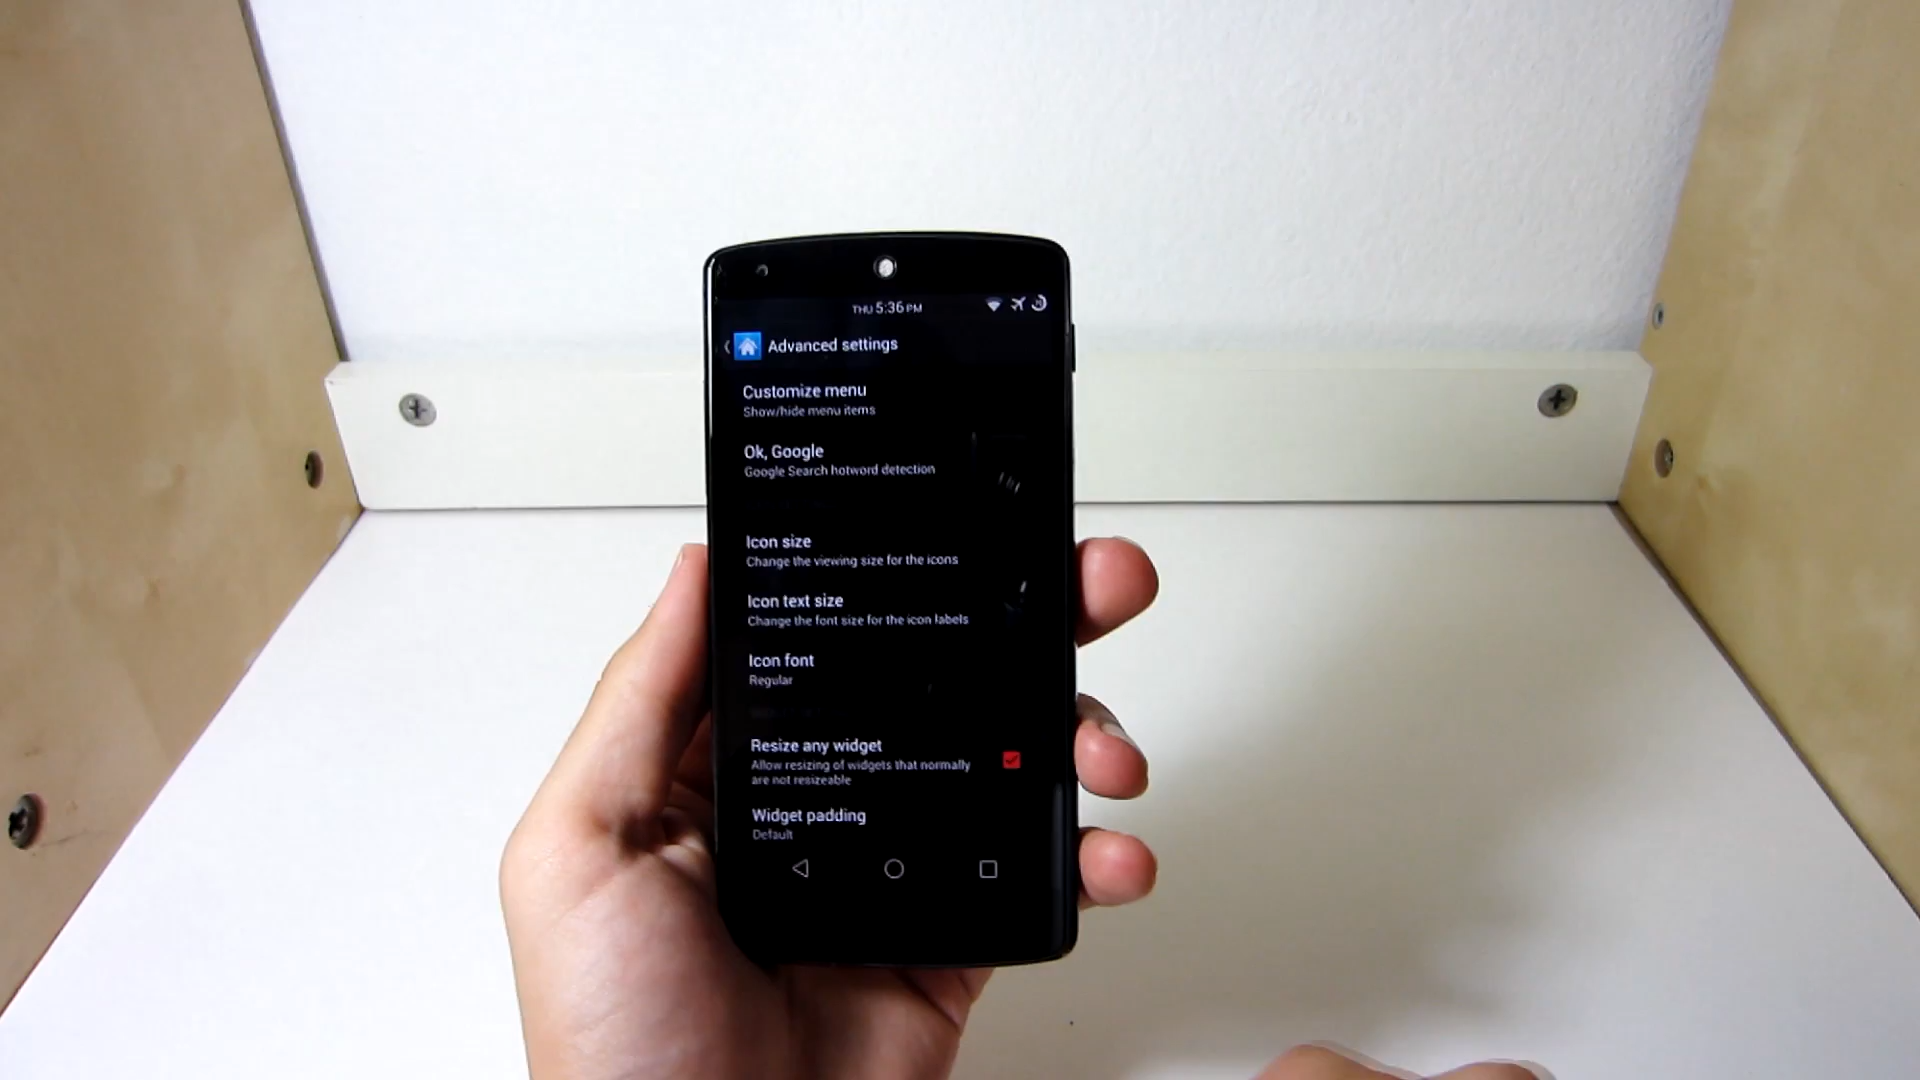 THU 5:36 PM
Advanced settings
Customize menu
Show/hide menu items
Ok, Google
Google Search hotword detection
Icon size
Change the viewing size for the icons
Icon text size
Change the font size for the icon labels
Icon font
Regular
Resize any widget
Allow resizing of widgets that normally
are not resizeable
Widget padding
Default